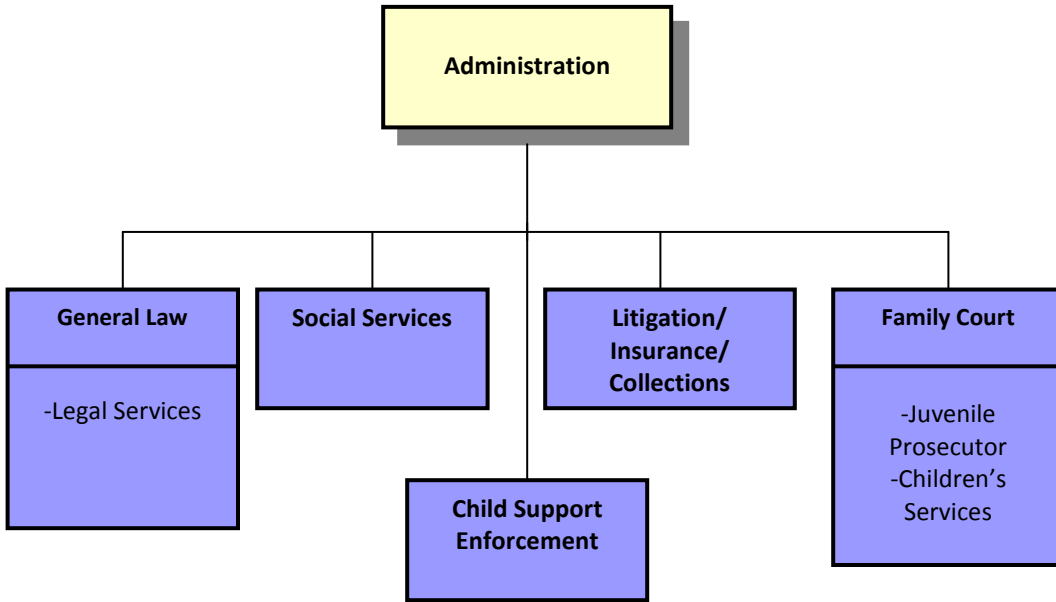 Administration
General Law
-Legal Services
Social Services
Litigation/
Insurance/
Collections
Family Court
-Juvenile
Prosecutor
-Children’s
Services
Child Support
Enforcement